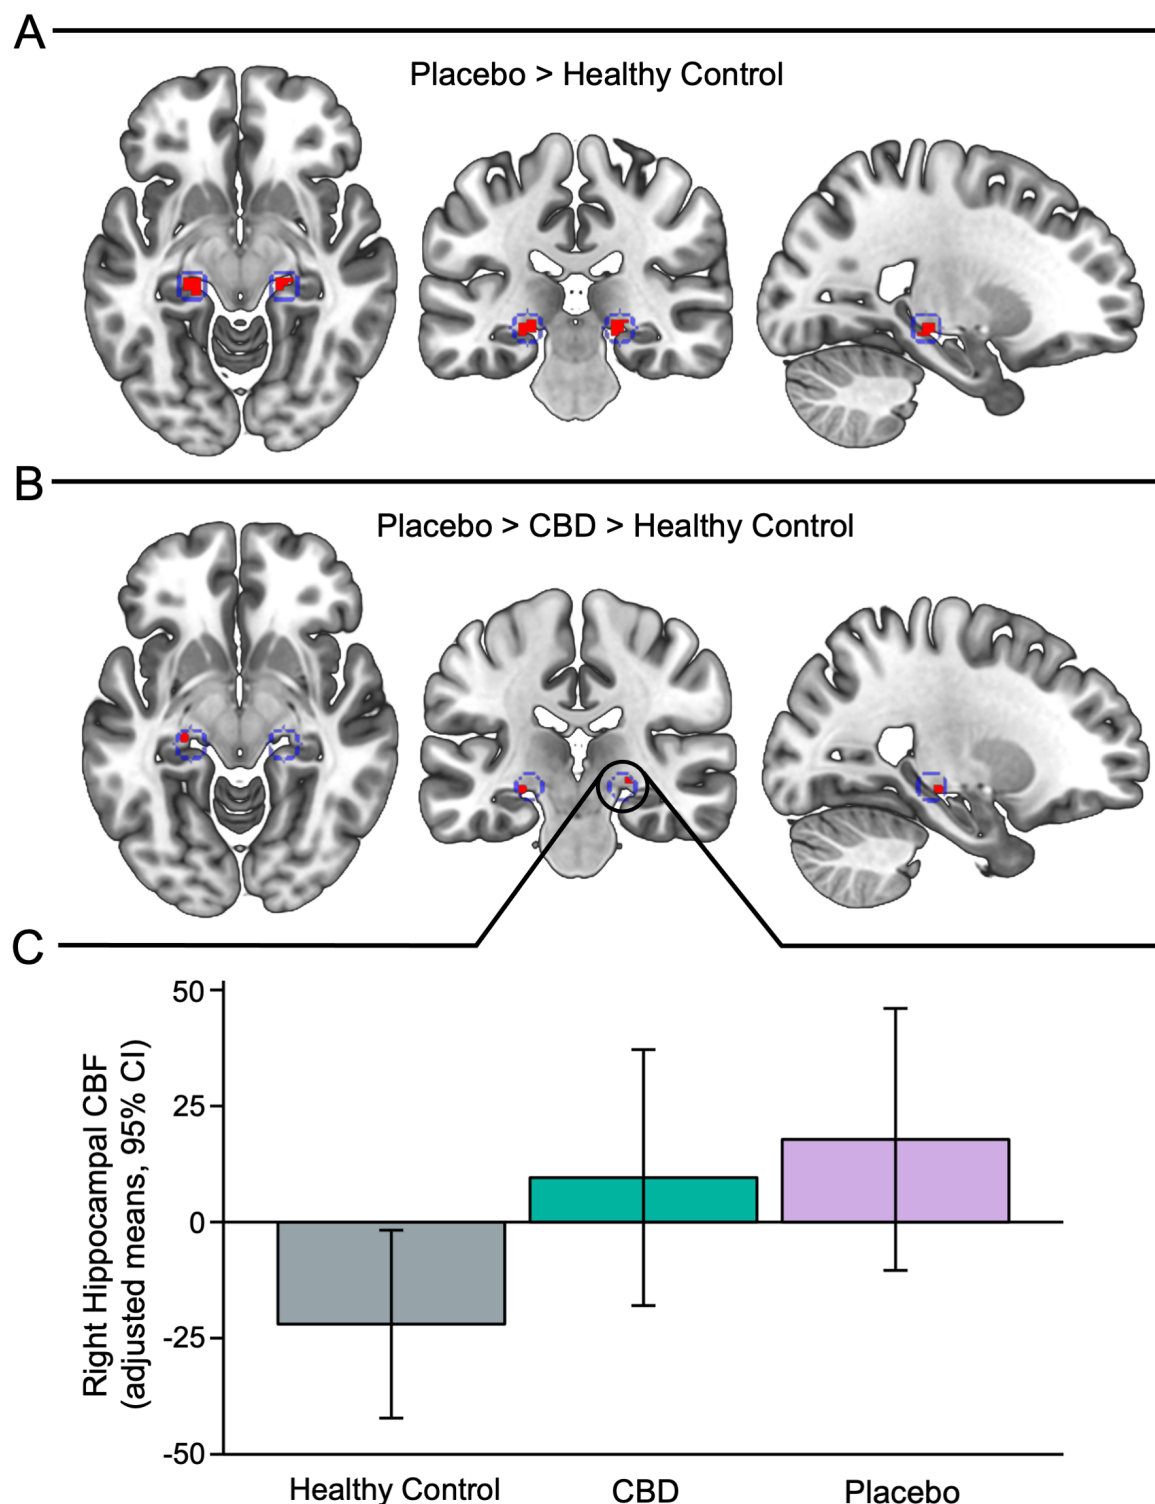 A
Placebo > Healthy Control
B
Placebo > CBD > Healthy Control
C
Right Hippocampal CBF
(adjusted means, 95% CI)
50
25
0
-25
-50
Healthy Control
CBD
Placebo